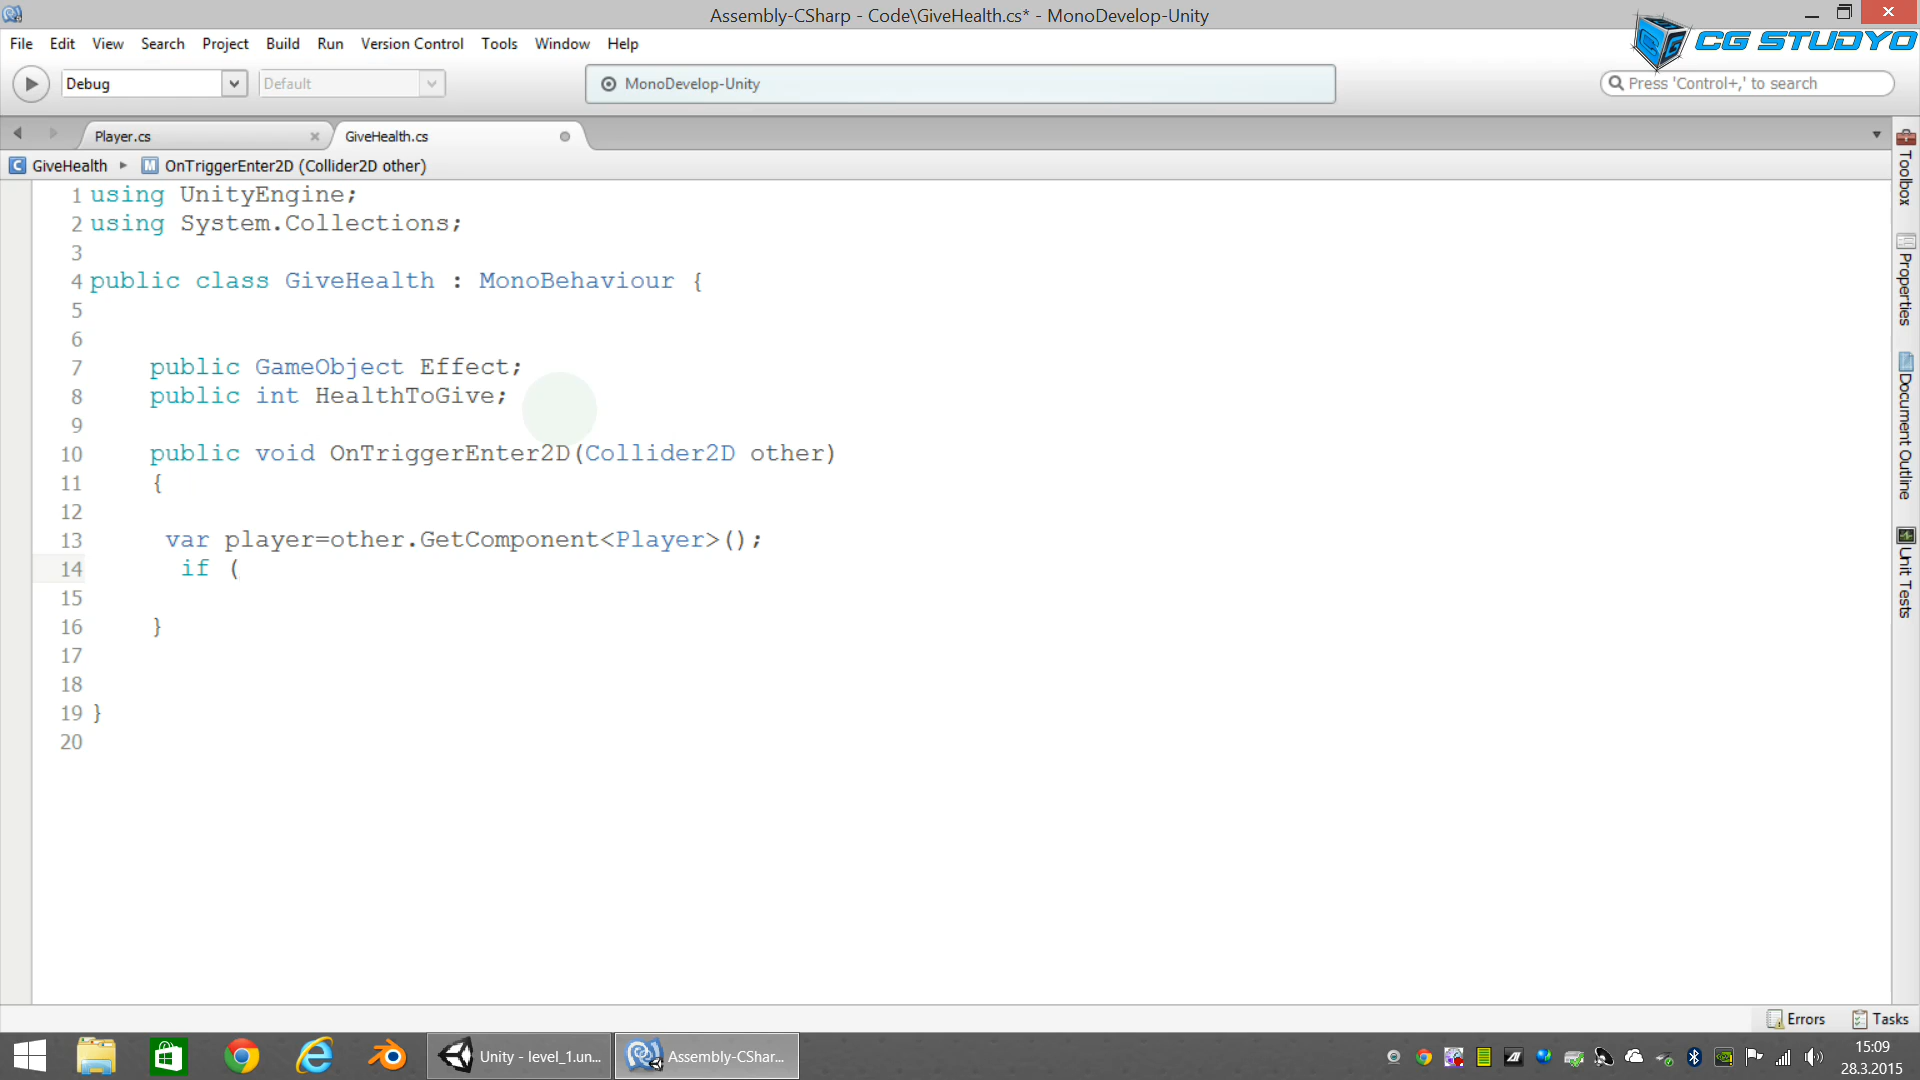 Assembly-CSharp - Code\GiveHealth.cs* - MonoDevelop-Unity
CG STUDYO
File Edit View Search Project Build Run Version Control Tools Window Help
Debug Default MonoDevelop-Unity Press 'Control+,' to search
Player.cs GiveHealth.cs
GiveHealth OnTriggerEnter2D (Collider2D other)
1 using UnityEngine;
2 using System.Collections;
3
4 public class GiveHealth : MonoBehaviour {
5
6
7 public GameObject Effect;
8 public int HealthToGive;
9
10 public void OnTriggerEnter2D(Collider2D other)
11 {
12
13 var player=other.GetComponent<Player>();
14 if (
15
16 }
17
18
19 }
20
Toolbox
Properties
Document Outline
Unit Tests
Errors Tasks
Unity - level_1.un... Assembly-CShar...
15:09
28.3.2015